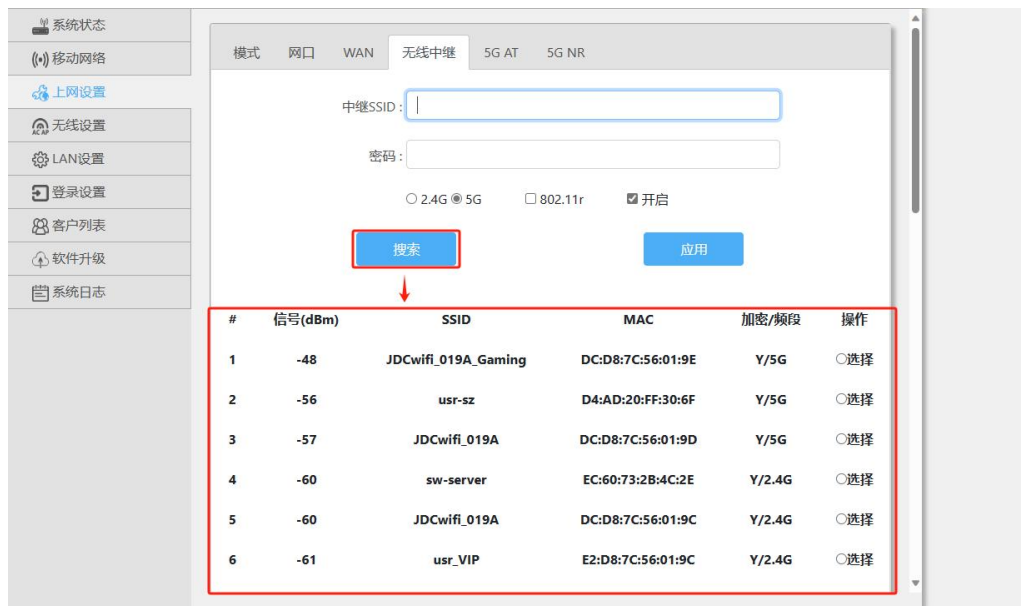 系统状态
移动网络
上网设置
无线设置
LAN设置
登录设置
客户列表
软件升级
系统日志
模式 网口 WAN 无线中继 5G AT 5G NR
中继SSID :
密码 :
2.4G 5G 802.11r 开启
搜索 应用
# 信号(dBm) SSID MAC 加密/频段 操作
1 -48 JDCwifi_019A_Gaming DC:D8:7C:56:01:9E Y/5G 选择
2 -56 usr-sz D4:AD:20:FF:30:6F Y/5G 选择
3 -57 JDCwifi_019A DC:D8:7C:56:01:9D Y/5G 选择
4 -60 sw-server EC:60:73:2B:4C:2E Y/2.4G 选择
5 -60 JDCwifi_019A DC:D8:7C:56:01:9C Y/2.4G 选择
6 -61 usr_VIP E2:D8:7C:56:01:9C Y/2.4G 选择